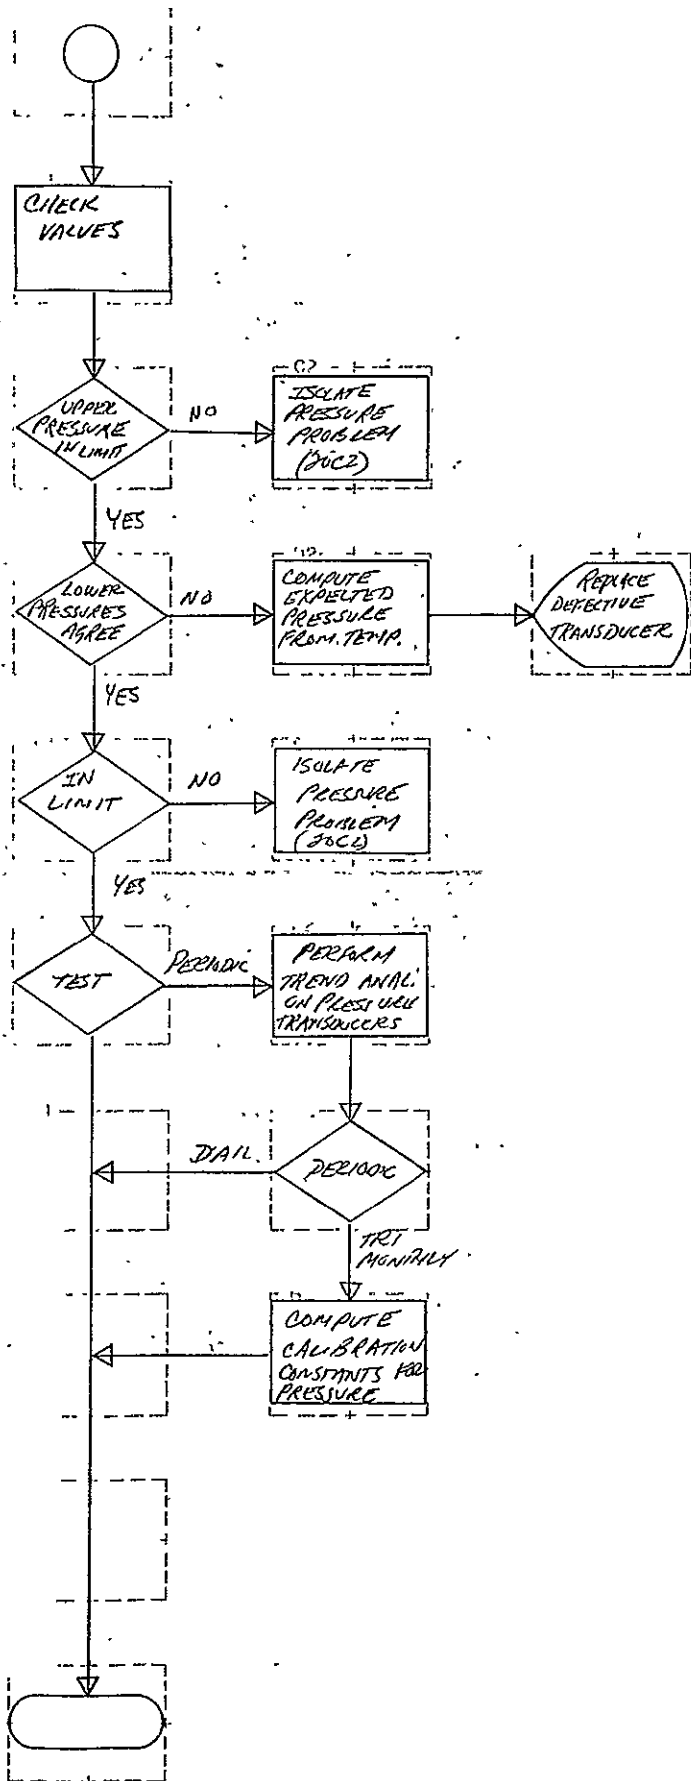 CHECK
VALUES
UPPER
PRESSURE
IN LIMIT
NO
ISOLATE
PRESSURE
PROBLEM
YES
LOWER
PRESSURES
AGREE
NO
COMPUTE
EXPECTED
PRESSURE
FROM. TEMP.
REPLACE
DEFECTIVE
TRANSDUCER
YES
IN
LIMIT
NO
ISOLATE
PRESSURE
PROBLEM
YES
TEST
PERIODIC
PERFORM
TREND ANALI
ON PRESSURE
TRANSDUCERS
DAIL.
PERIODIC
TRI
MONTHLY
COMPUTE
CALIBRATION
CONSTANTS FOR
PRESSURE